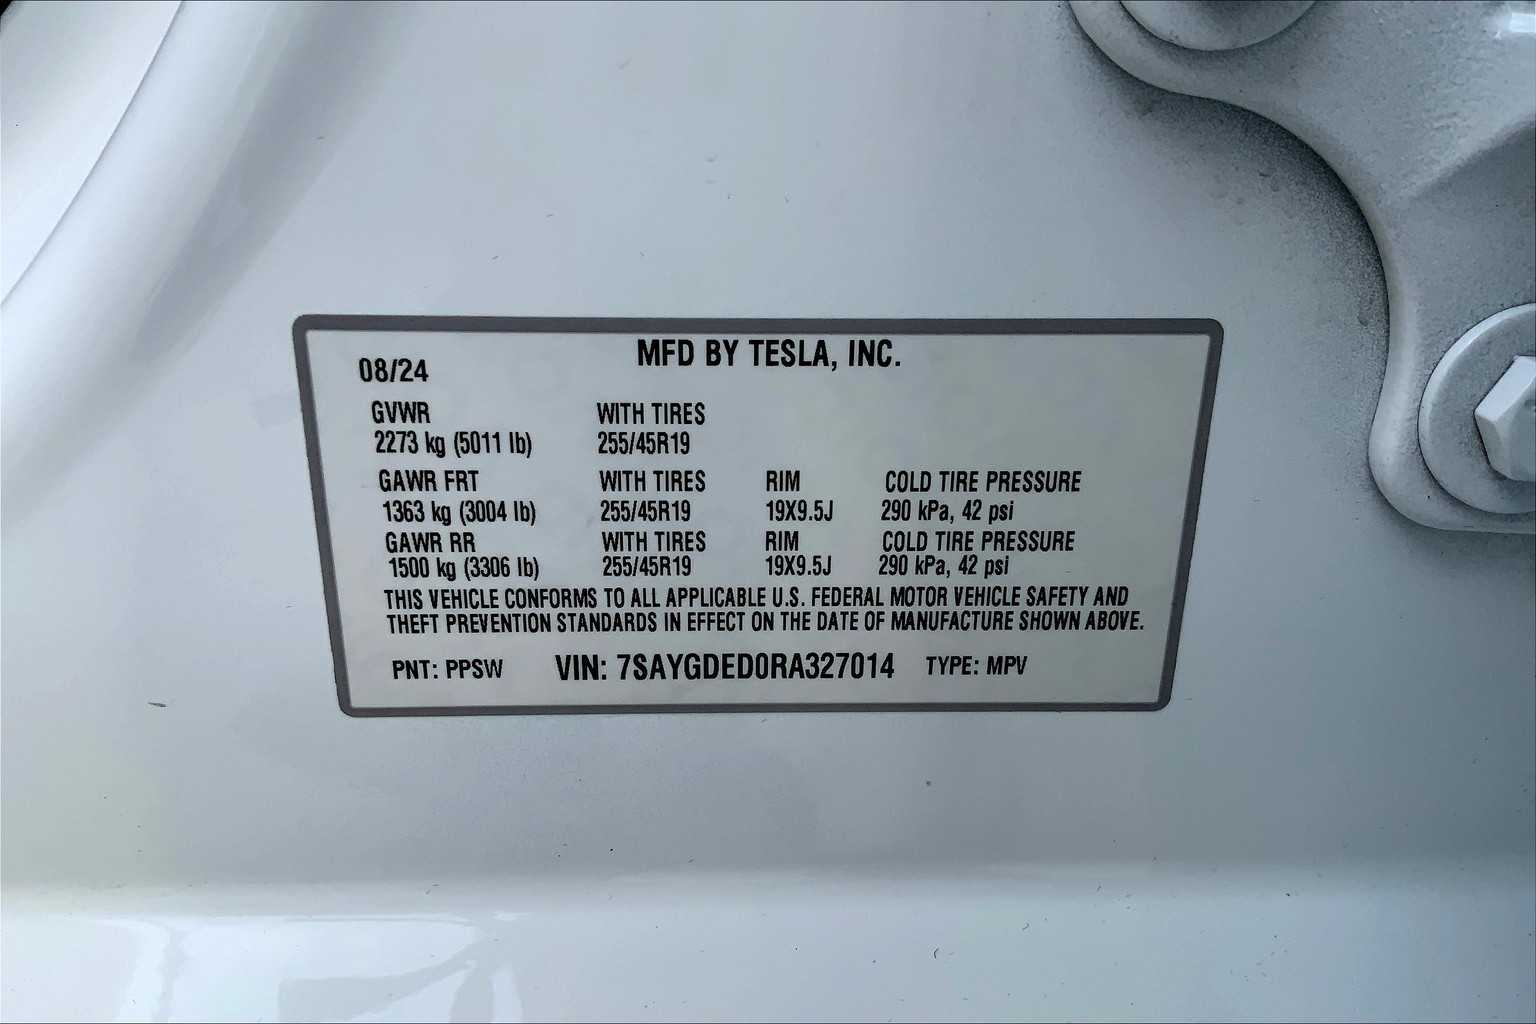 MFD BY TESLA, INC.
08/24
GVWR WITH TIRES
2273 kg (5011 lb) 255/45R19
GAWR FRT WITH TIRES RIM COLD TIRE PRESSURE
1363 kg (3004 lb) 255/45R19 19X9.5J 290 kPa, 42 psi
GAWR RR WITH TIRES RIM COLD TIRE PRESSURE
1500 kg (3306 lb) 255/45R19 19X9.5J 290 kPa, 42 psi
THIS VEHICLE CONFORMS TO ALL APPLICABLE U.S. FEDERAL MOTOR VEHICLE SAFETY AND
THEFT PREVENTION STANDARDS IN EFFECT ON THE DATE OF MANUFACTURE SHOWN ABOVE.
PNT: PPSW VIN: 7SAYGDED0RA327014 TYPE: MPV